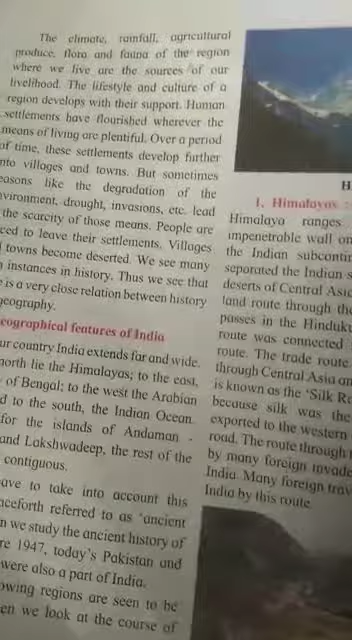 The climate, rainfall, agricultural
produce, flora and fauna of the region
where we live are the sources of our
livelihood. The lifestyle and culture of a
region develops with their support. Human
settlements have flourished wherever the
means of living are plentiful. Over a period
of time, these settlements develop further
nto villages and towns. But sometimes
easons like the degradation of the
nvironment, drought, invasions, etc. lead
the scarcity of those means. People are
ced to leave their settlements. Villages
towns become deserted. We see many
instances in history. Thus we see that
e is a very close relation between history
geography.
eographical features of India
ur country India extends far and wide.
north lie the Himalayas; to the east,
of Bengal; to the west the Arabian
d to the south, the Indian Ocean.
for the islands of Andaman -
and Lakshwadeep, the rest of the
contiguous.
ave to take into account this
nceforth referred to as 'ancient
n we study the ancient history of
re 1947, today's Pakistan and
were also a part of India.
owing regions are seen to be
en we look at the course of
H
1. Himalayas :
Himalaya ranges
impenetrable wall on
the Indian subcontin
separated the Indian s
deserts of Central Asia
land route through the
passes in the Hinduku
route was connected
route. The trade route
through Central Asia an
is known as the 'Silk Ro
because silk was the
exported to the western
road. The route through
by many foreign invade
India. Many foreign trav
India by this route.